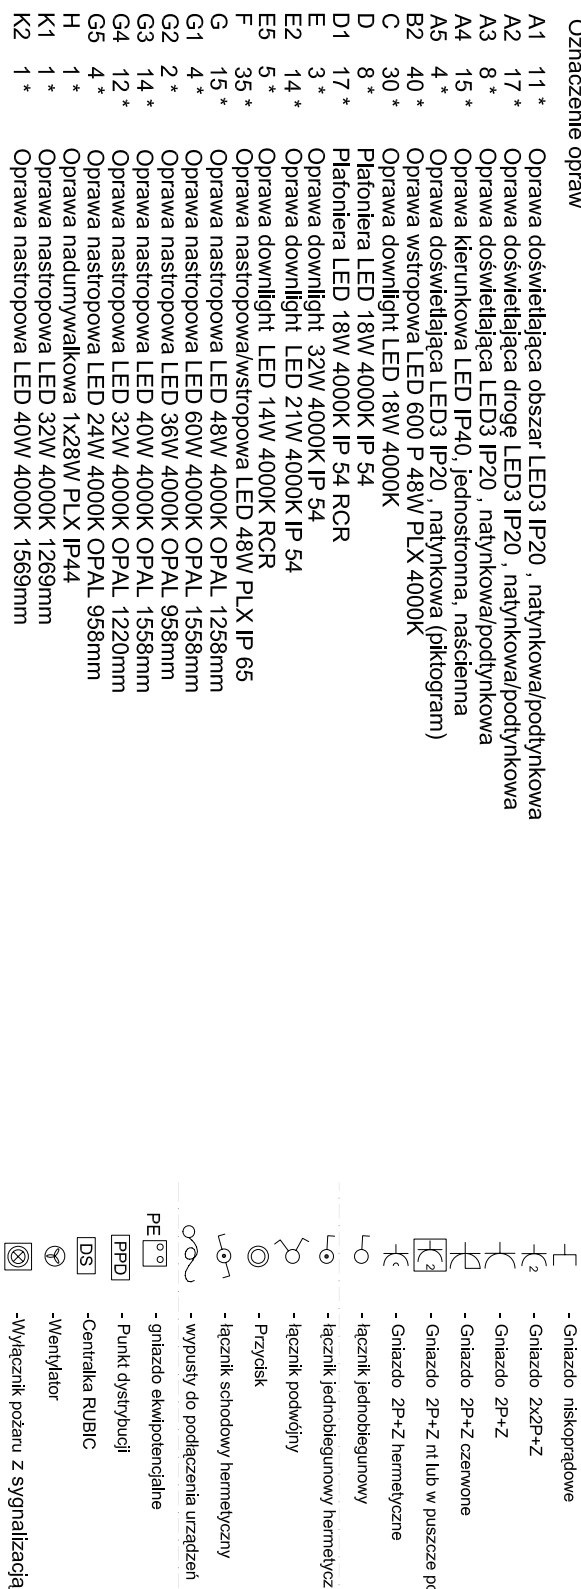 Oznaczenie opraw
A1 11 * Oprawa doświetlająca obszar LED3 IP20 , natynkowa/podtynkowa
A2 17 * Oprawa doświetlająca drogę LED3 IP20 , natynkowa/podtynkowa
A3 8 * Oprawa doświetlająca LED3 IP20 , natynkowa/podtynkowa
A4 15 * Oprawa kierunkowa LED IP40, jednostronna, naścienna
A5 4 * Oprawa doświetlająca LED3 IP20 , natynkowa (piktogram)
B2 40 * Oprawa wstropowa LED 600 P 48W PLX 4000K
C 30 * Oprawa downlight LED 18W 4000K
D 8 * Plafoniera LED 18W 4000K IP 54
D1 17 * Plafoniera LED 18W 4000K IP 54 RCR
E 3 * Oprawa downlight 32W 4000K IP 54
E2 14 * Oprawa downlight LED 21W 4000K IP 54
E5 5 * Oprawa downlight LED 14W 4000K RCR
F 35 * Oprawa nastropowa/wstropowa LED 48W PLX IP 65
G 15 * Oprawa nastropowa LED 48W 4000K OPAL 1258mm
G1 4 * Oprawa nastropowa LED 60W 4000K OPAL 1558mm
G2 2 * Oprawa nastropowa LED 36W 4000K OPAL 958mm
G3 14 * Oprawa nastropowa LED 40W 4000K OPAL 1558mm
G4 12 * Oprawa nastropowa LED 32W 4000K OPAL 1220mm
G5 4 * Oprawa nastropowa LED 24W 4000K OPAL 958mm
H 1 * Oprawa nadumywalkowa 1x28W PLX IP44
K1 1 * Oprawa nastropowa LED 32W 4000K 1269mm
K2 1 * Oprawa nastropowa LED 40W 4000K 1569mm
- Gniazdo niskoprądowe
2 - Gniazdo 2x2P+Z
- Gniazdo 2P+Z
- Gniazdo 2P+Z czerwone
2 - Gniazdo 2P+Z nt lub w puszcze po
c - Gniazdo 2P+Z hermetyczne
- łącznik jednobiegunowy
- łącznik jednobiegunowy hermetycz
- łącznik podwójny
- Przycisk
- łącznik schodowy hermetyczny
- wypusty do podłączenia urządzeń
PE - gniazdo ekwipotencjalne
PPD - Punkt dystrybucji
DS -Centralka RUBIC
-Wentylator
-Wyłącznik pożaru z sygnalizacją